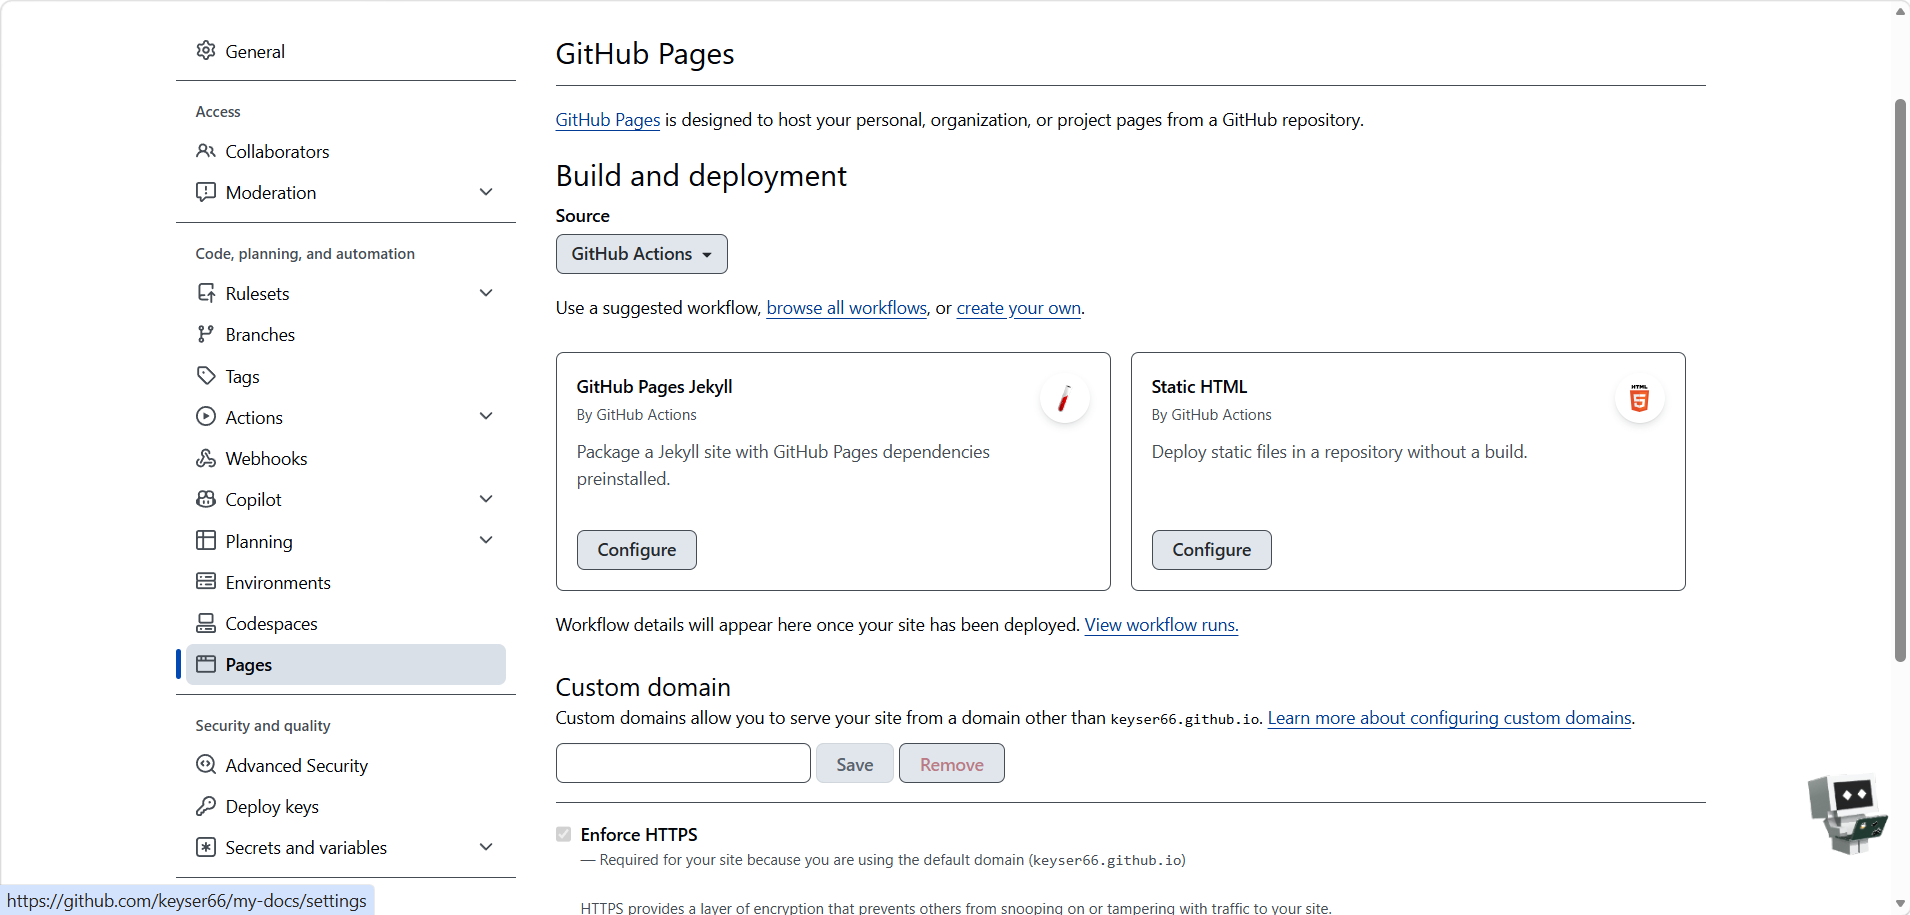 General
Access
Collaborators
Moderation
Code, planning, and automation
Rulesets
Branches
Tags
Actions
Webhooks
Copilot
Planning
Environments
Codespaces
Pages
Security and quality
Advanced Security
Deploy keys
Secrets and variables
https://github.com/keyser66/my-docs/settings
GitHub Pages
GitHub Pages is designed to host your personal, organization, or project pages from a GitHub repository.
Build and deployment
Source
GitHub Actions
Use a suggested workflow, browse all workflows, or create your own.
GitHub Pages Jekyll
By GitHub Actions
Package a Jekyll site with GitHub Pages dependencies
preinstalled.
Configure
Static HTML
By GitHub Actions
Deploy static files in a repository without a build.
HTML
5
Configure
Workflow details will appear here once your site has been deployed. View workflow runs.
Custom domain
Custom domains allow you to serve your site from a domain other than keyser66.github.io. Learn more about configuring custom domains.
Save
Remove
Enforce HTTPS
— Required for your site because you are using the default domain (keyser66.github.io)
HTTPS provides a layer of encryption that prevents others from snooping on or tampering with traffic to your site.